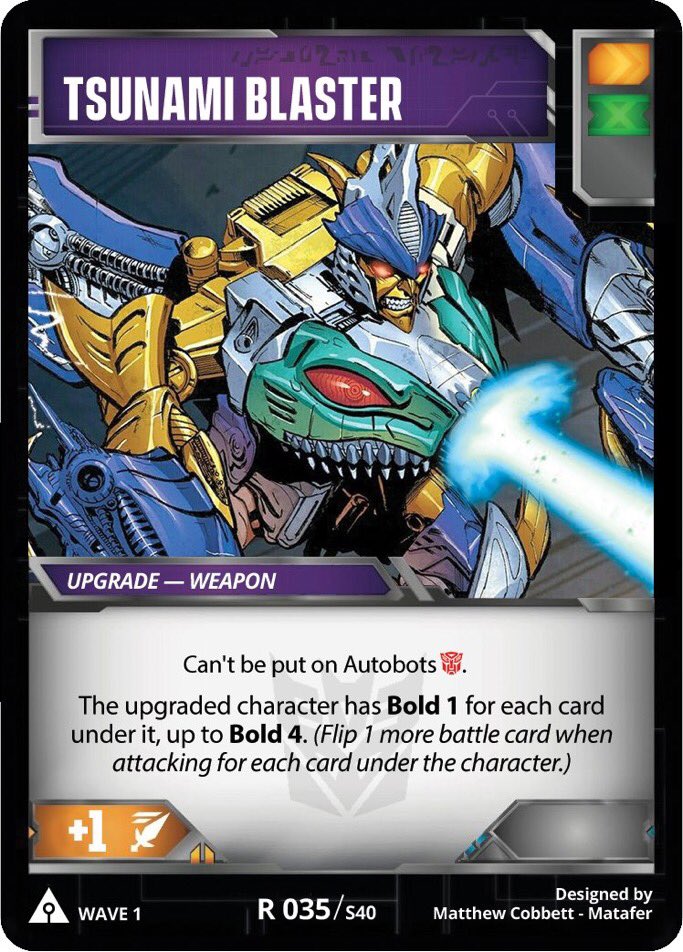 TSUNAMI BLASTER
UPGRADE — WEAPON
Can't be put on Autobots.
The upgraded character has Bold 1 for each card
under it, up to Bold 4. (Flip 1 more battle card when
attacking for each card under the character.)
+1
WAVE 1
R 035/S40
Designed by
Matthew Cobbett - Matafer